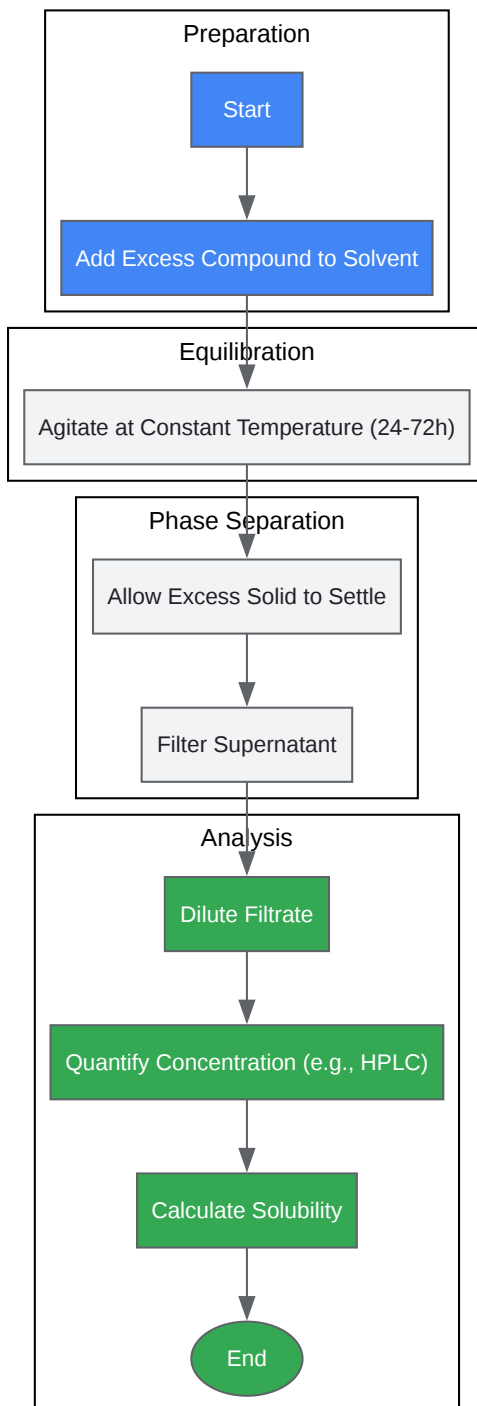 Preparation
Start
Add Excess Compound to Solvent
Equilibration
Agitate at Constant Temperature (24-72h)
Phase Separation
Allow Excess Solid to Settle
Filter Supernatant
Analysis
Dilute Filtrate
Quantify Concentration (e.g., HPLC)
Calculate Solubility
End